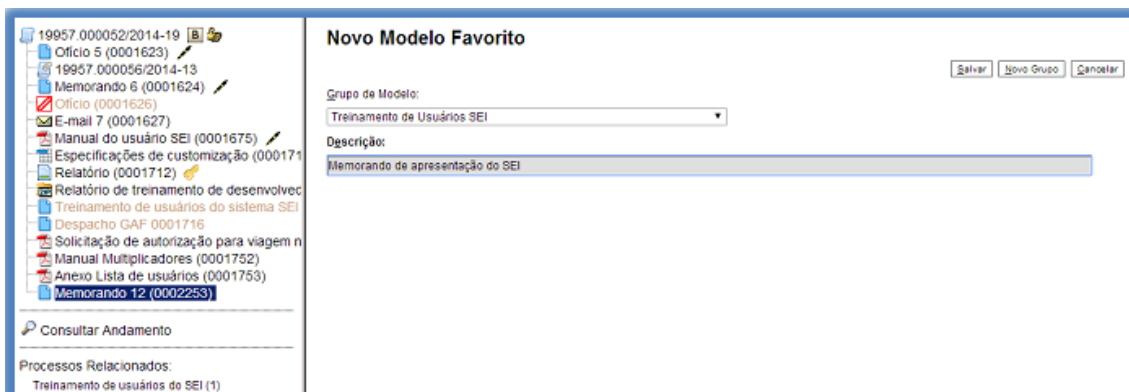 19957.000052/2014-19 B
Ofício 5 (0001623)
19957.000056/2014-13
Memorando 6 (0001624)
Ofício (0001626)
E-mail 7 (0001627)
Manual do usuário SEI (0001675)
Especificações de customização (000171
Relatório (0001712)
Relatório de treinamento de desenvolvec
Treinamento de usuários do sistema SEI
Despacho GAF 0001716
Solicitação de autorização para viagem n
Manual Multiplicadores (0001752)
Anexo Lista de usuários (0001753)
Memorando 12 (0002253)
Consultar Andamento
Processos Relacionados:
Treinamento de usuários do SEI (1)
Novo Modelo Favorito
Salvar Novo Grupo Cancelar
Grupo de Modelo:
Treinamento de Usuários SEI
Descrição:
Memorando de apresentação do SEI